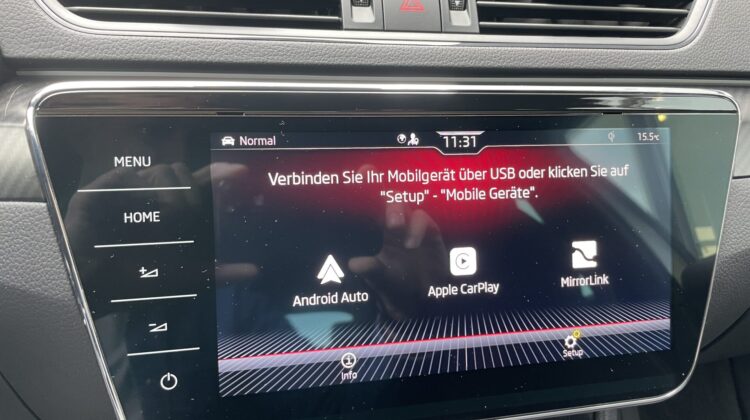 Normal
11:31
15.5°C
MENU
HOME
Verbinden Sie Ihr Mobilgerät über USB oder klicken Sie auf
"Setup" - "Mobile Geräte".
Android Auto
Apple CarPlay
MirrorLink
Info
Setup